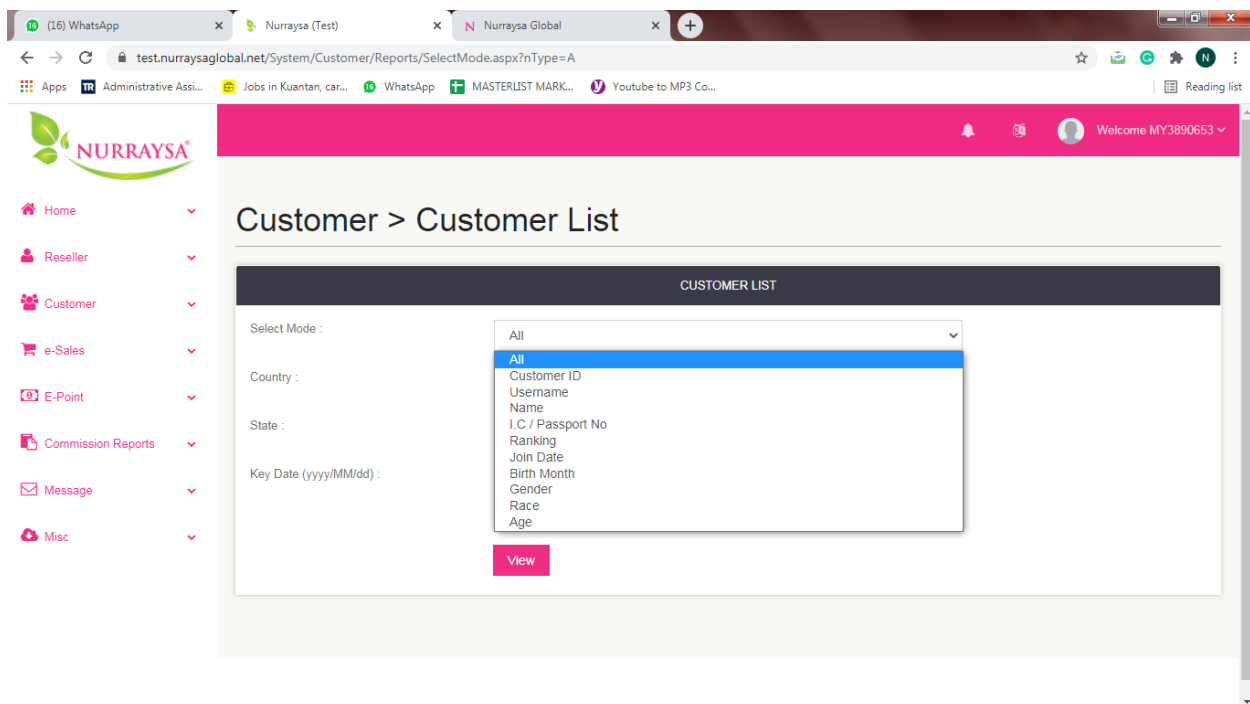 (16) WhatsApp
Nurraysa (Test)
N Nurraysa Global
test.nurraysaglobal.net/System/Customer/Reports/SelectMode.aspx?nType=A
N
Apps
TR Administrative Assi...
Jobs in Kuantan, car...
16 WhatsApp
MASTERLIST MARK...
Youtube to MP3 Co...
Reading list
NURRAYSA®
Welcome MY3890653
Home
Reseller
Customer
e-Sales
E-Point
Commission Reports
Message
Misc
Customer > Customer List
CUSTOMER LIST
Select Mode :
All
Country :
State :
Key Date (yyyy/MM/dd) :
All
Customer ID
Username
Name
I.C / Passport No
Ranking
Join Date
Birth Month
Gender
Race
Age
View